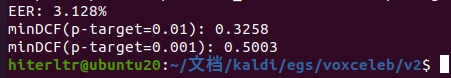 EER: 3.128%
minDCF(p-target=0.01): 0.3258
minDCF(p-target=0.001): 0.5003
hiterltr@ubuntu20:~/文档/kaldi/egs/voxceleb/v2$